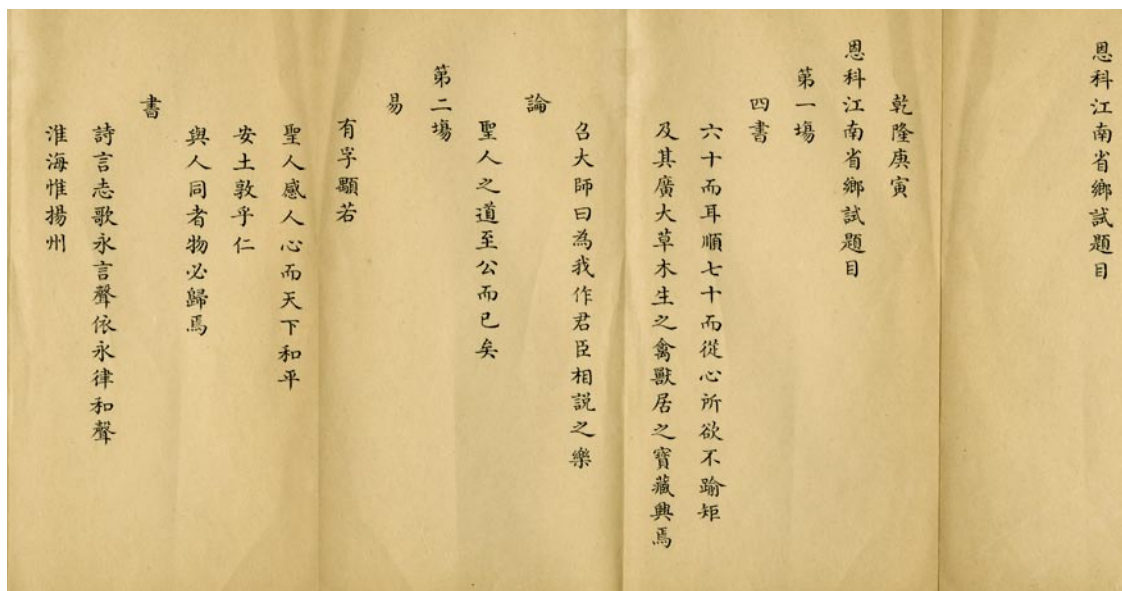 恩科江南省鄉試題目
乾隆庚寅
恩科江南省鄉試題目
第一場
四書
六十而耳順七十而從心所欲不踰矩
及其廣大草木生之禽獸居之寶藏興焉
召大師曰為我作君臣相説之樂
論
聖人之道至公而已矣
第二場
易
有孚顒若
聖人感人心而天下和平
安土敦乎仁
與人同者物必歸焉
書
詩言志歌永言聲依永律和聲
淮海惟揚州